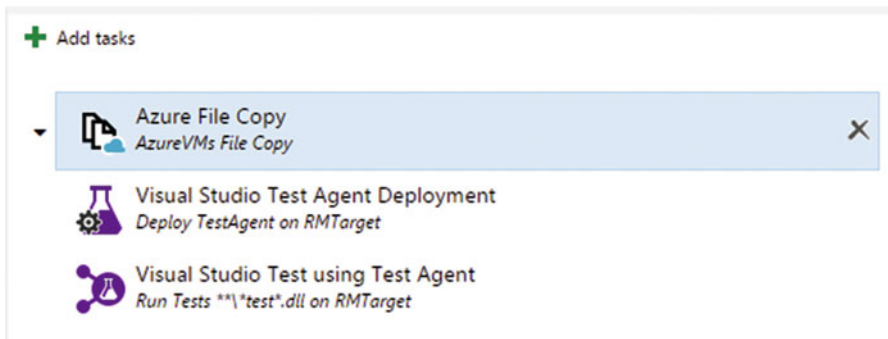 Add tasks
Azure File Copy
AzureVMs File Copy
Visual Studio Test Agent Deployment
Deploy TestAgent on RMTarget
Visual Studio Test using Test Agent
Run Tests **\*test*.dll on RMTarget